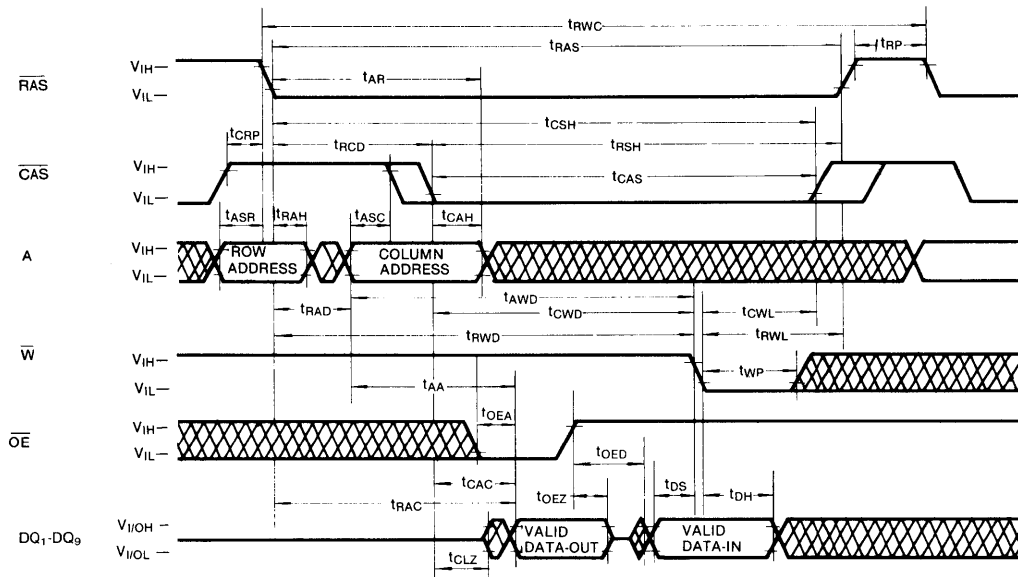 tRWC
tRAS
tRP
RAS
VIH
VIL
tAR
tCSH
tCRP
tRCD
tRSH
CAS
VIH
VIL
tCAS
tASR
tRAH
tASC
tCAH
A
VIH
VIL
ROW
ADDRESS
COLUMN
ADDRESS
tRAD
tAWD
tCWD
tCWL
tRWD
tRWL
W
VIH
VIL
tWP
tAA
OE
VIH
VIL
tOEA
tOED
tCAC
tOEZ
tDS
tDH
tRAC
DQ1-DQ9
VI/OH
VI/OL
VALID
DATA-OUT
VALID
DATA-IN
tCLZ